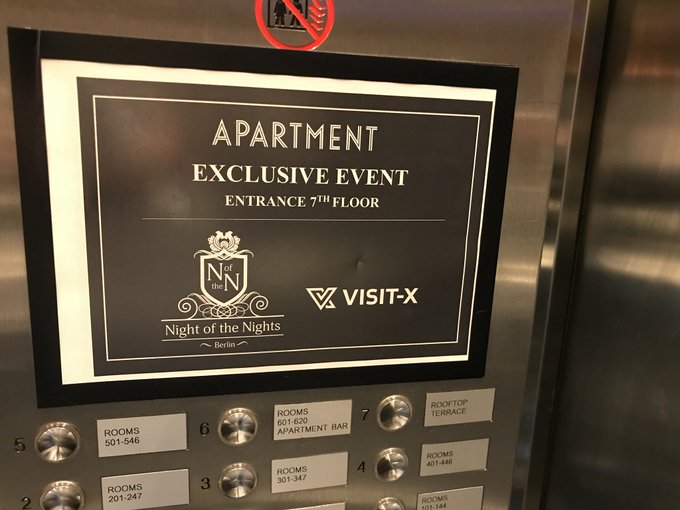 APARTMENT
EXCLUSIVE EVENT
ENTRANCE 7TH FLOOR
N of the N
VISIT-X
Night of the Nights
Berlin
5
ROOMS
501-546
6
ROOMS
601-620
APARTMENT BAR
7
ROOFTOP
TERRACE
2
ROOMS
201-247
3
ROOMS
301-347
4
ROOMS
401-446
ROOMS
101-144